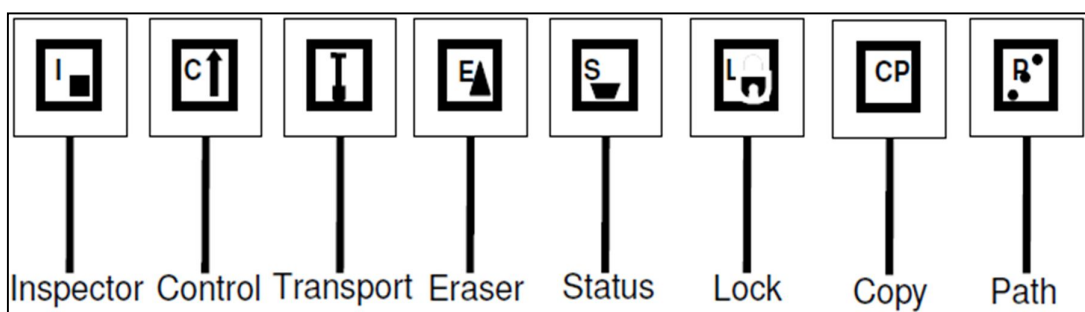 I C E S L CP P
Inspector Control Transport Eraser Status Lock Copy Path